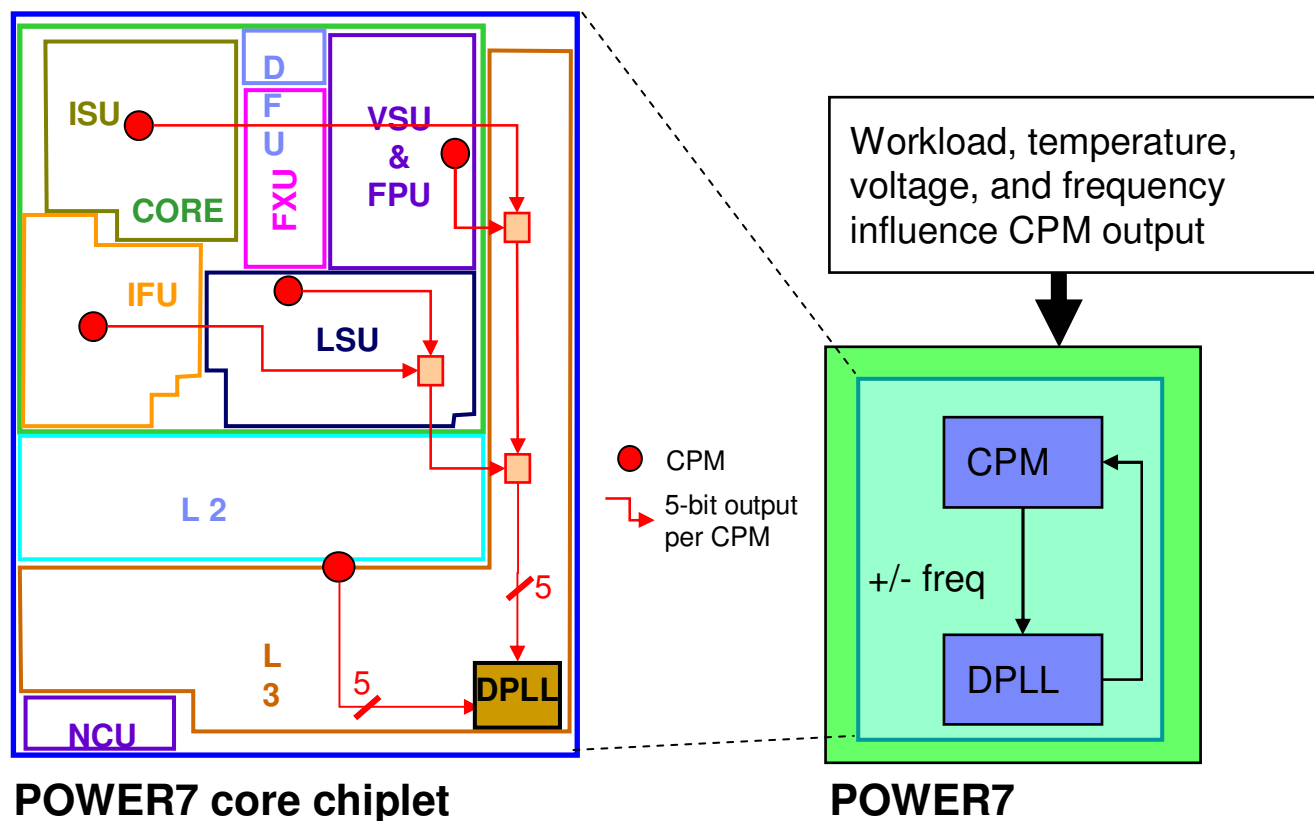 D
F
U
ISU
VSU
&
FPU
FXU
CORE
IFU
LSU
L 2
5
L
3
5
DPLL
NCU
POWER7 core chiplet
CPM
5-bit output
per CPM
Workload, temperature,
voltage, and frequency
influence CPM output
CPM
+/- freq
DPLL
POWER7